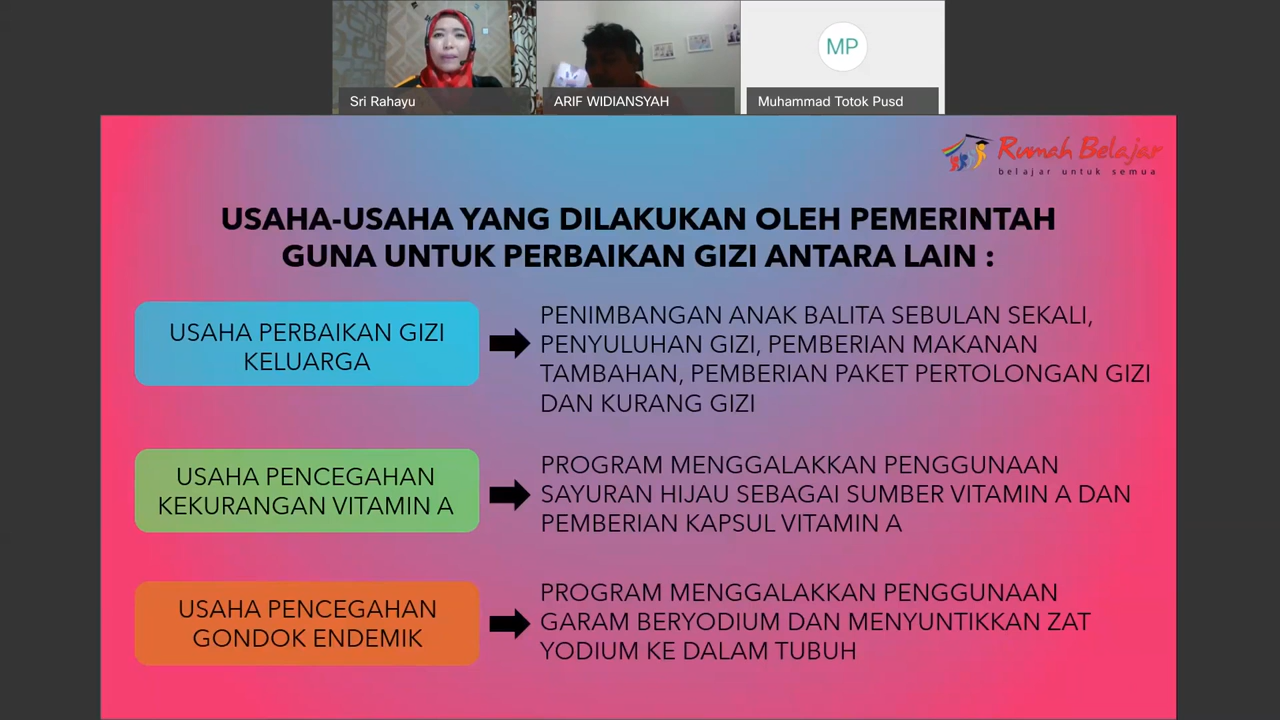 Sri Rahayu
ARIF WIDIANSYAH
MP
Muhammad Totok Pusd
Rumah Belajar
belajar untuk semua
USAHA-USAHA YANG DILAKUKAN OLEH PEMERINTAH
GUNA UNTUK PERBAIKAN GIZI ANTARA LAIN :
USAHA PERBAIKAN GIZI
KELUARGA
PENIMBANGAN ANAK BALITA SEBULAN SEKALI,
PENYULUHAN GIZI, PEMBERIAN MAKANAN
TAMBAHAN, PEMBERIAN PAKET PERTOLONGAN GIZI
DAN KURANG GIZI
USAHA PENCEGAHAN
KEKURANGAN VITAMIN A
PROGRAM MENGGALAKKAN PENGGUNAAN
SAYURAN HIJAU SEBAGAI SUMBER VITAMIN A DAN
PEMBERIAN KAPSUL VITAMIN A
USAHA PENCEGAHAN
GONDOK ENDEMIK
PROGRAM MENGGALAKKAN PENGGUNAAN
GARAM BERYODIUM DAN MENYUNTIKKAN ZAT
YODIUM KE DALAM TUBUH